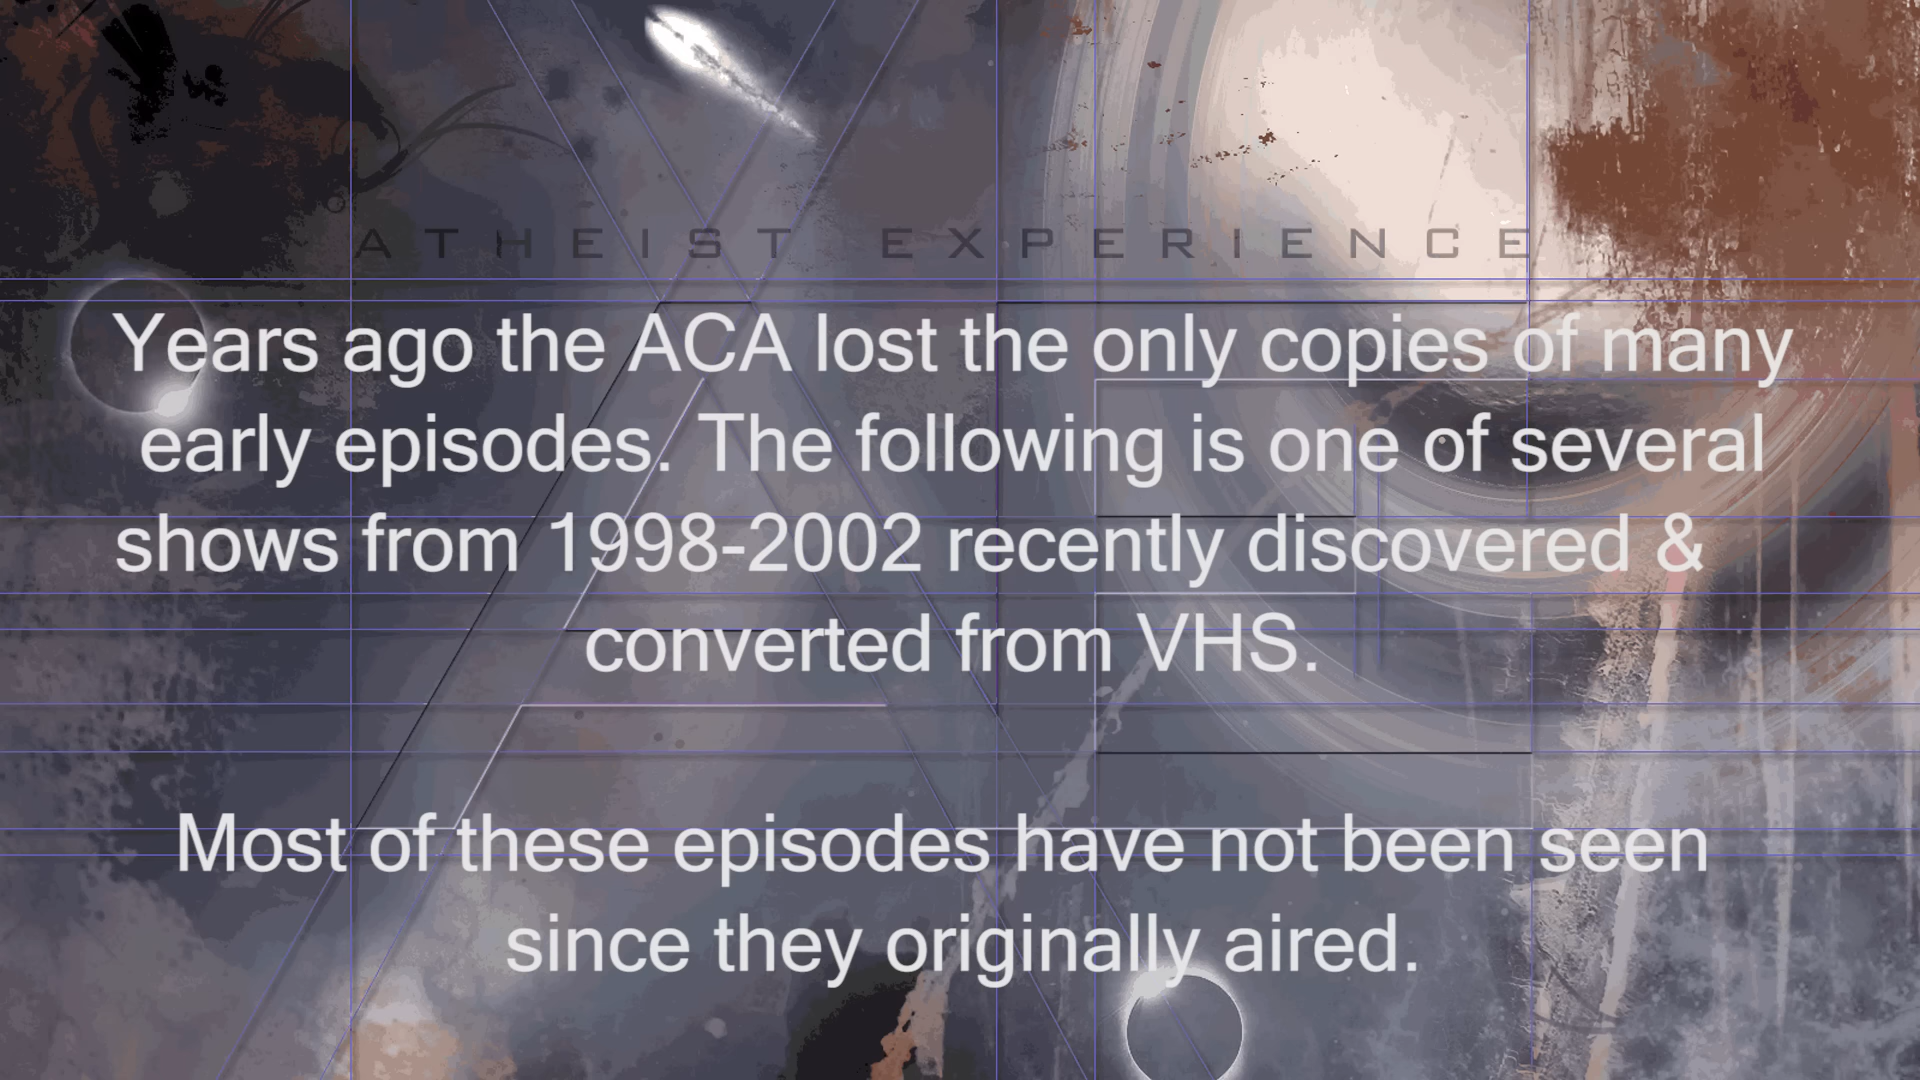 ATHEIST EXPERIENCE
Years ago the ACA lost the only copies of many
early episodes. The following is one of several
shows from 1998-2002 recently discovered &
converted from VHS.
Most of these episodes have not been seen
since they originally aired.